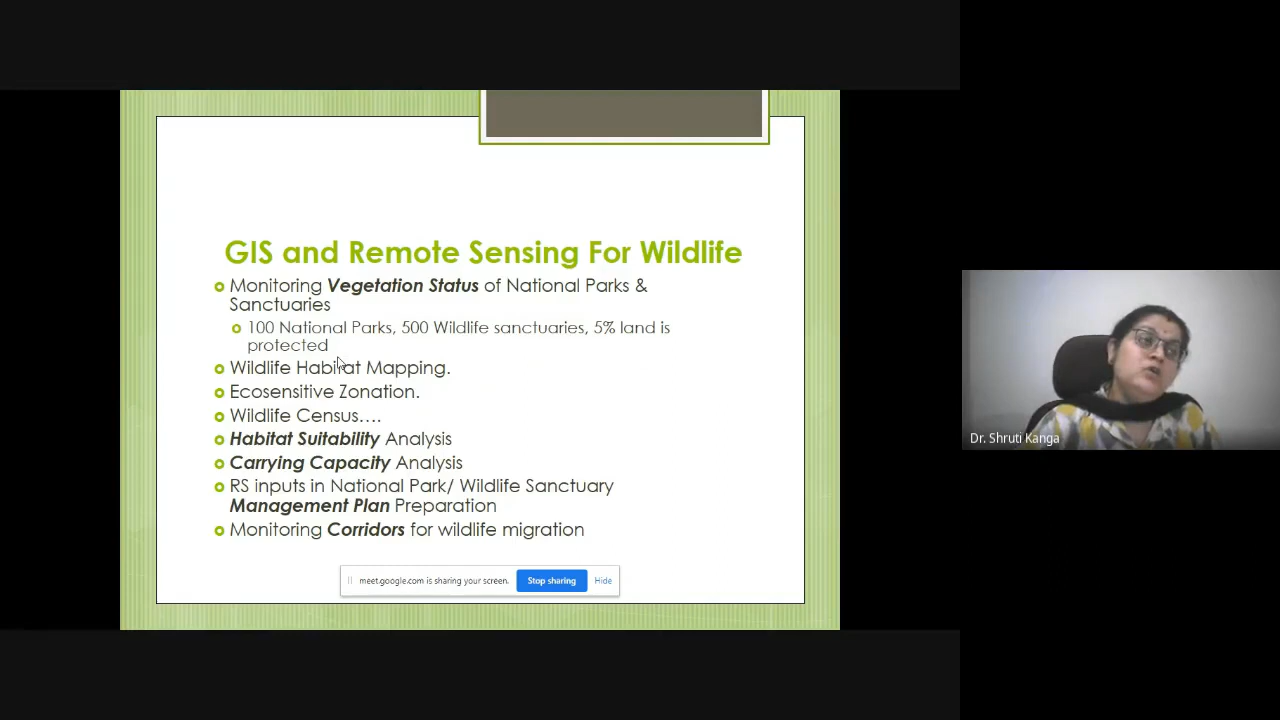 GIS and Remote Sensing For Wildlife
Monitoring Vegetation Status of National Parks &
Sanctuaries
100 National Parks, 500 Wildlife sanctuaries, 5% land is
protected
Wildlife Habitat Mapping.
Ecosensitive Zonation.
Wildlife Census....
Habitat Suitability Analysis
Carrying Capacity Analysis
RS inputs in National Park/ Wildlife Sanctuary
Management Plan Preparation
Monitoring Corridors for wildlife migration
meet.google.com is sharing your screen. Stop sharing Hide
Dr. Shruti Kanga